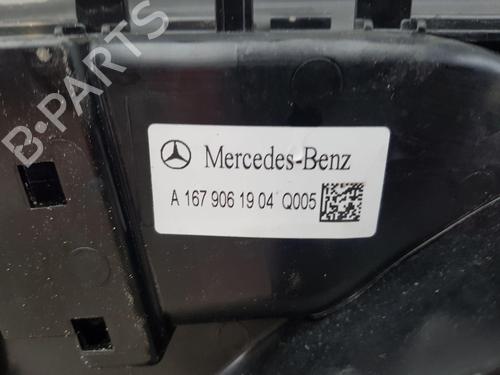 B-PARTS
Mercedes-Benz
A 167 906 19 04 Q005